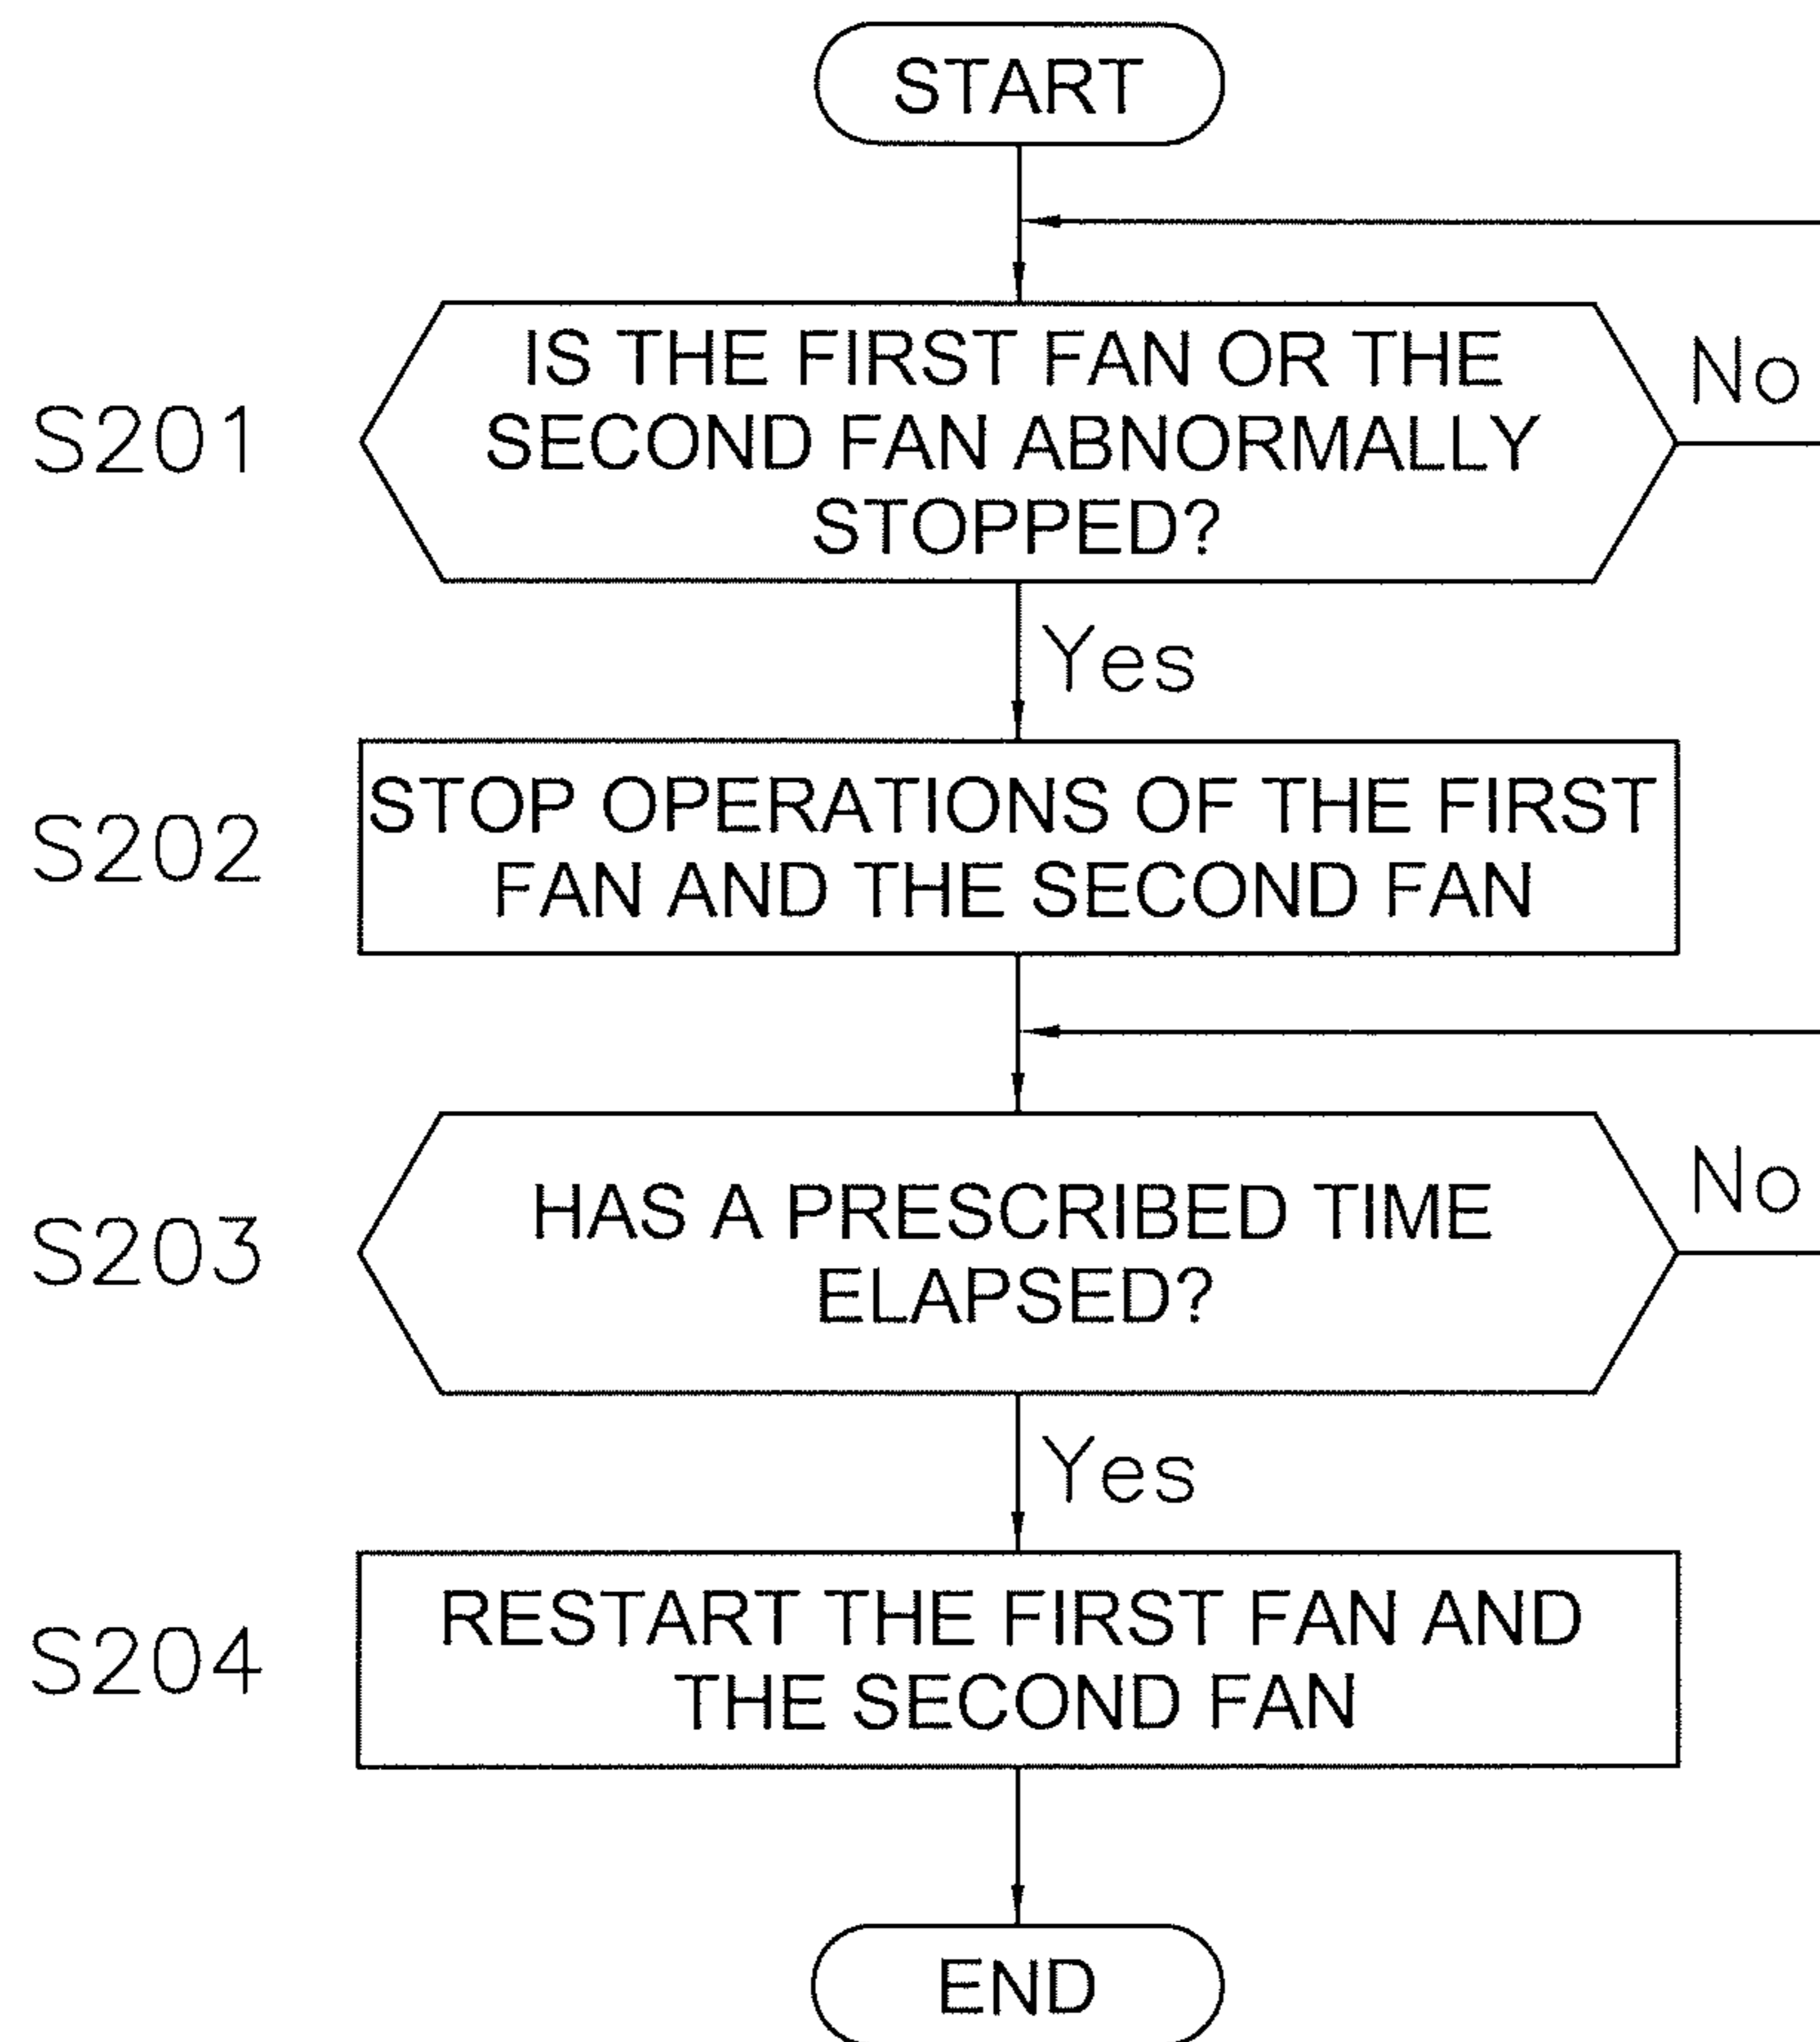 START
IS THE FIRST FAN OR THE
SECOND FAN ABNORMALLY
STOPPED?
No
S201
Yes
STOP OPERATIONS OF THE FIRST
FAN AND THE SECOND FAN
S202
HAS A PRESCRIBED TIME
ELAPSED?
No
S203
Yes
RESTART THE FIRST FAN AND
THE SECOND FAN
S204
END